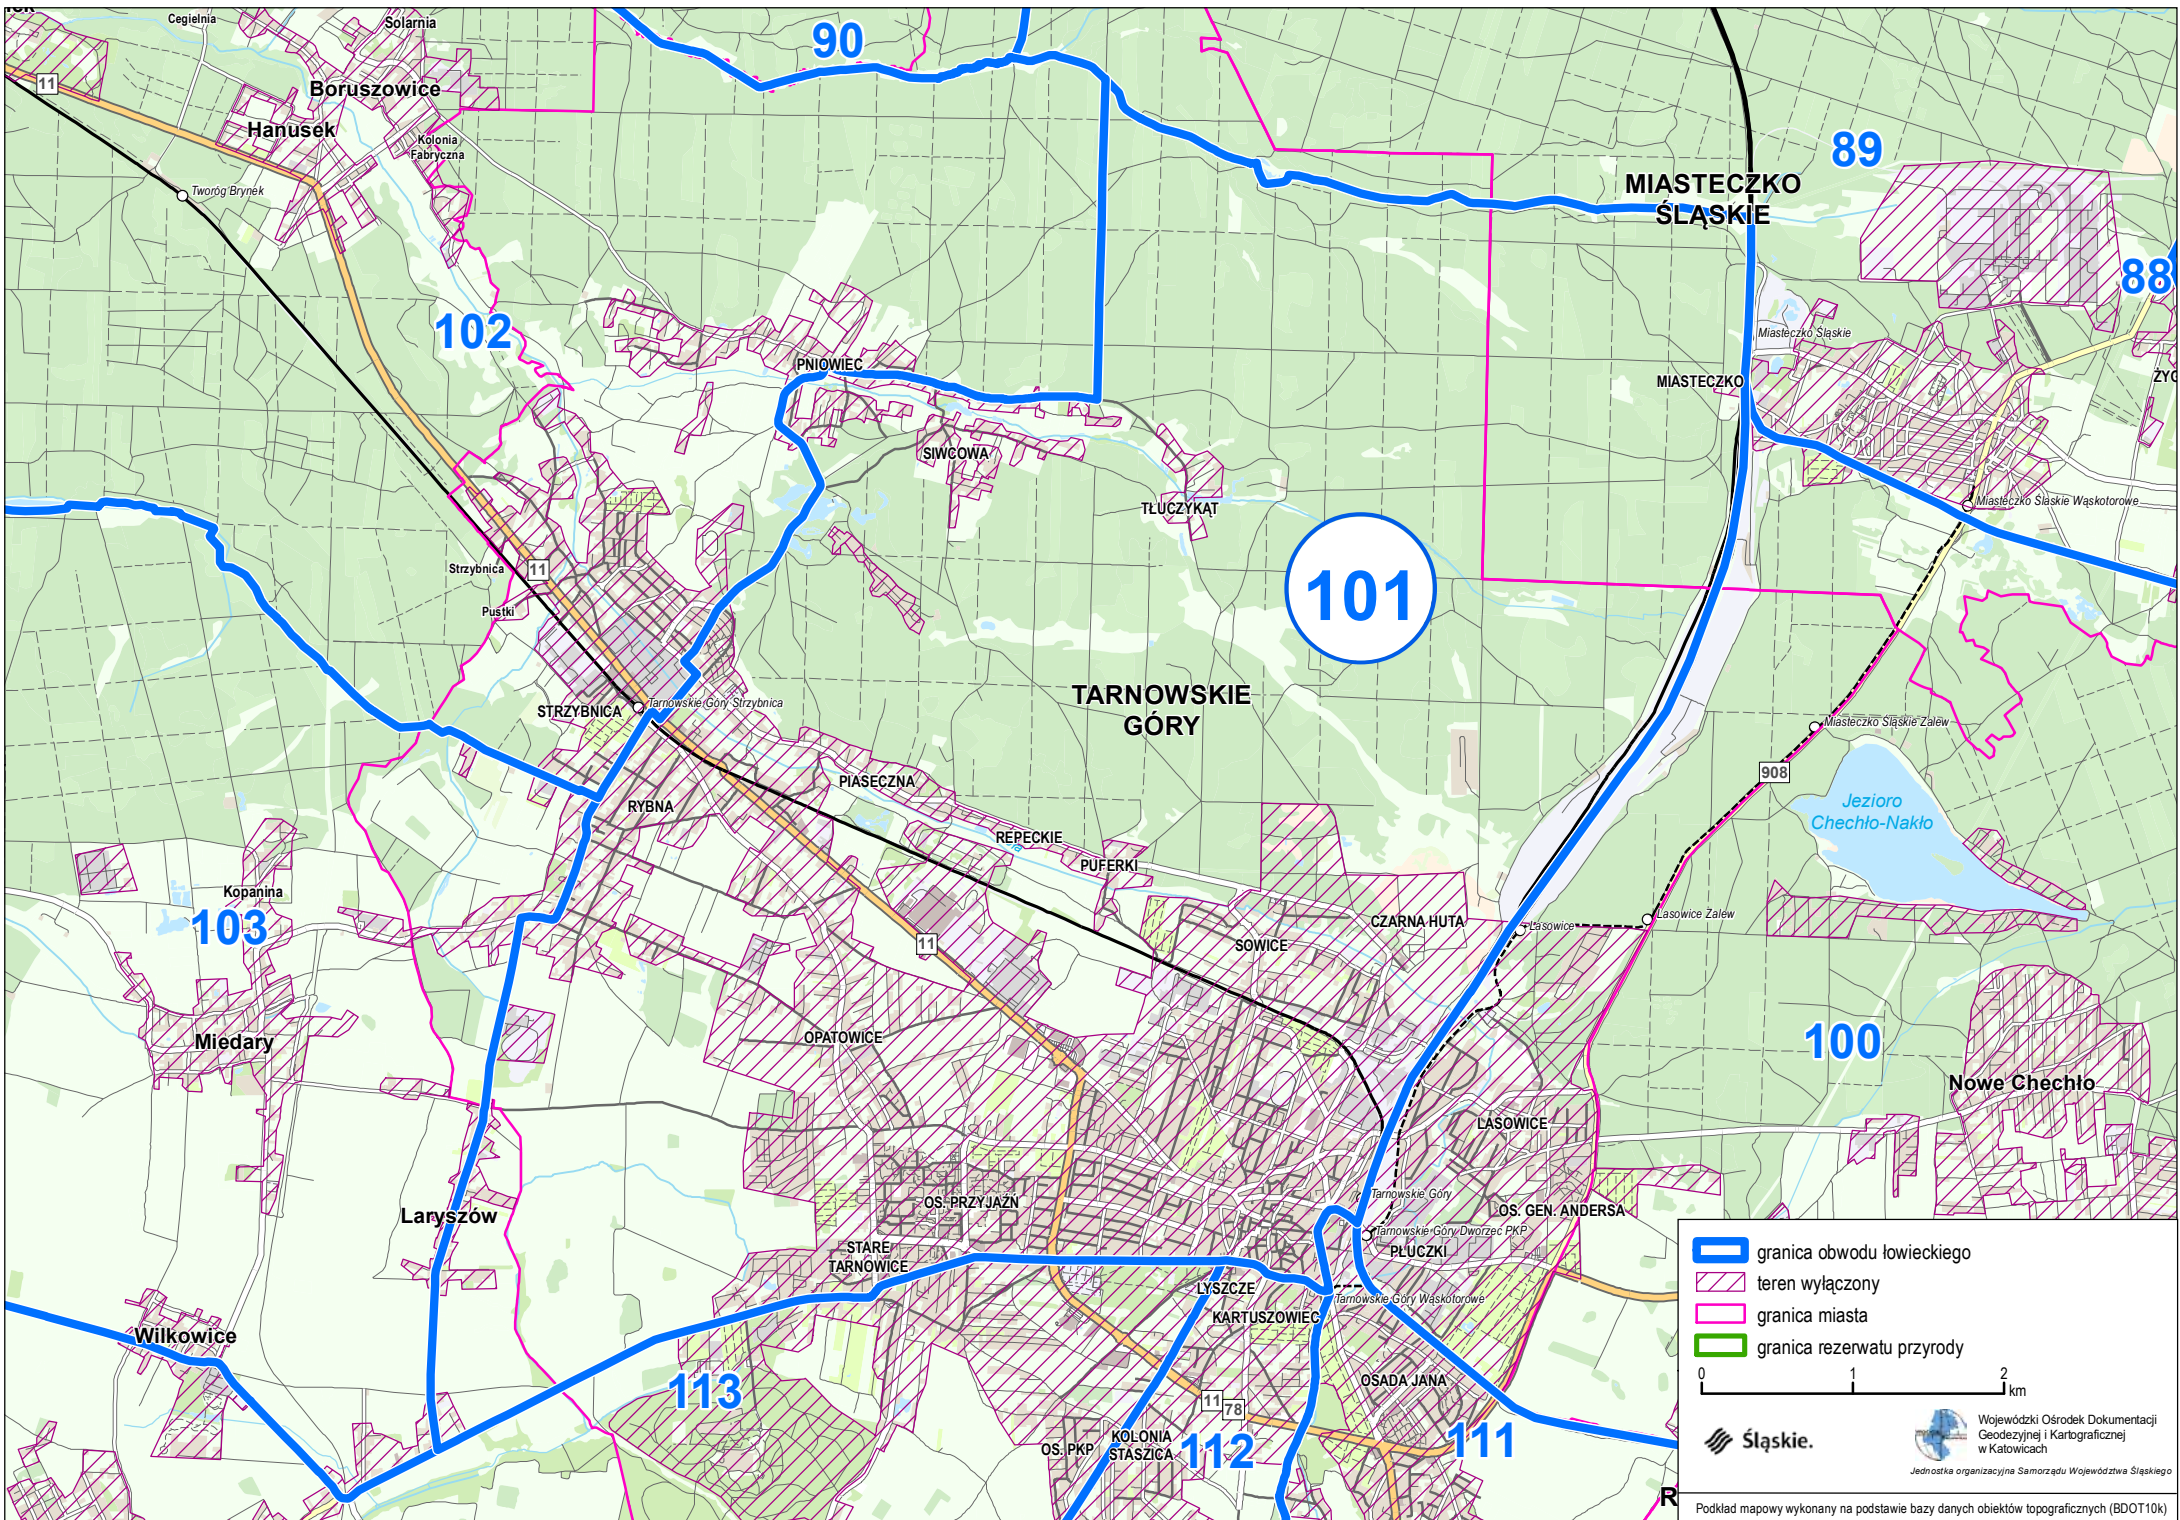 Cegielnia
Solarnia
90
11
Boruszowice
Hanusek
Kolonia
Fabryczna
89
Tworóg Brynek
MIASTECZKO
ŚLĄSKIE
88
102
Miasteczko Śląskie
PNIOWIEC
MIASTECZKO
SIWCOWA
Miasteczko Śląskie Wąskotorowe
TŁUCZYKĄT
Strzybnica
11
101
Pustki
TARNOWSKIE
GÓRY
STRZYBNICA
Tarnowskie Góry Strzybnica
Miasteczko Śląskie Zalew
908
PIASECZNA
Jezioro
Chechło-Nakło
RYBNA
REPECKIE
PUFERKI
Kopanina
103
CZARNA HUTA
Lasowice
Lasowice Zalew
11
SOWICE
Miedary
OPATOWICE
100
Nowe Chechło
LASOWICE
OS. PRZYJAŹŃ
Tarnowskie Góry
Laryszów
OS. GEN. ANDERSA
Tarnowskie Góry Dworzec PKP
STARE
TARNOWICE
PŁUCZKI
LYSZCZE
Tarnowskie Góry Wąskotorowe
KARTUSZOWIEC
Wilkowice
113
OSADA JANA
11
78
OS. PKP
KOLONIA
STASZICA
112
111
R
granica obwodu łowieckiego
teren wyłączony
granica miasta
granica rezerwatu przyrody
0 1 2
km
Śląskie.
Wojewódzki Ośrodek Dokumentacji
Geodezyjnej i Kartograficznej
w Katowicach
Jednostka organizacyjna Samorządu Województwa Śląskiego
Podkład mapowy wykonany na podstawie bazy danych obiektów topograficznych (BDOT10k)